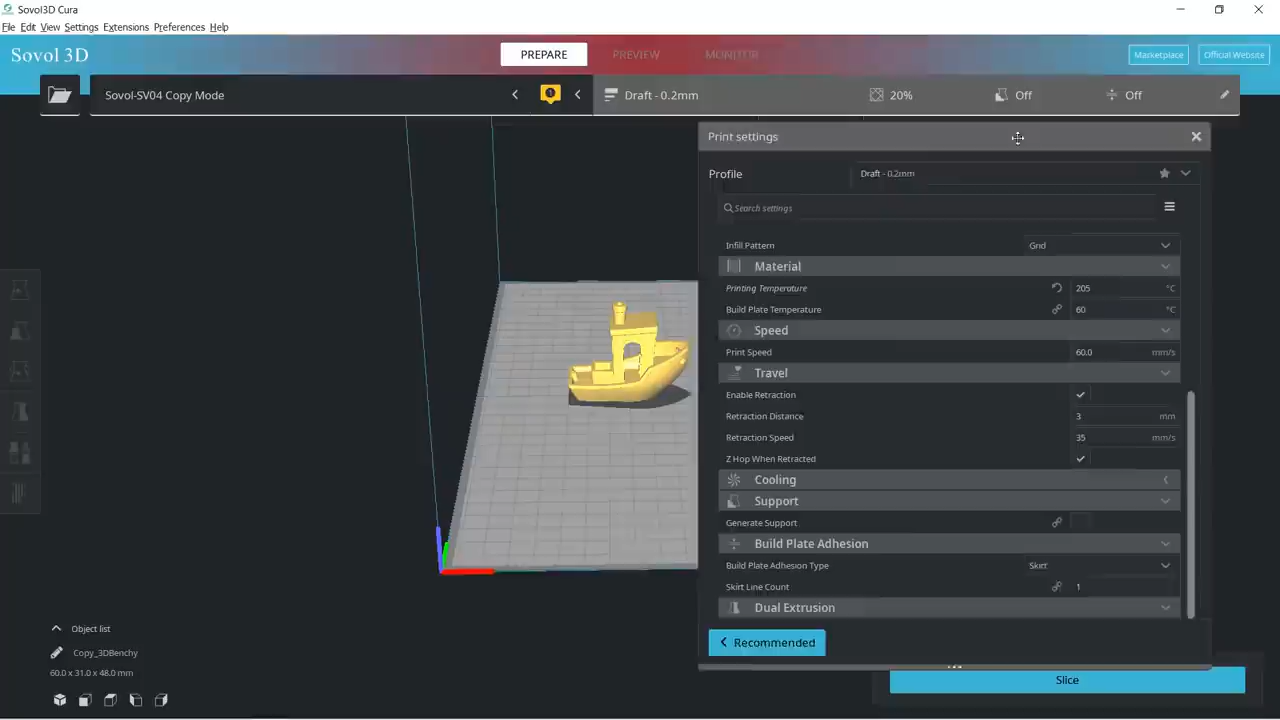 Sovol3D Cura
File Edit View Settings Extensions Preferences Help
Sovol 3D
PREPARE
PREVIEW
MONITOR
Marketplace
Official Website
Sovol-SV04 Copy Mode
1
Draft - 0.2mm
20%
Off
Off
Print settings
Profile
Draft - 0.2mm
Search settings
Infill Pattern
Grid
Material
Printing Temperature
205
°C
Build Plate Temperature
60
°C
Speed
Print Speed
60.0
mm/s
Travel
Enable Retraction
Retraction Distance
3
mm
Retraction Speed
35
mm/s
Z Hop When Retracted
Cooling
Support
Generate Support
Build Plate Adhesion
Build Plate Adhesion Type
Skirt
Skirt Line Count
1
Dual Extrusion
Recommended
Slice
Object list
Copy_3DBenchy
60.0 x 31.0 x 48.0 mm